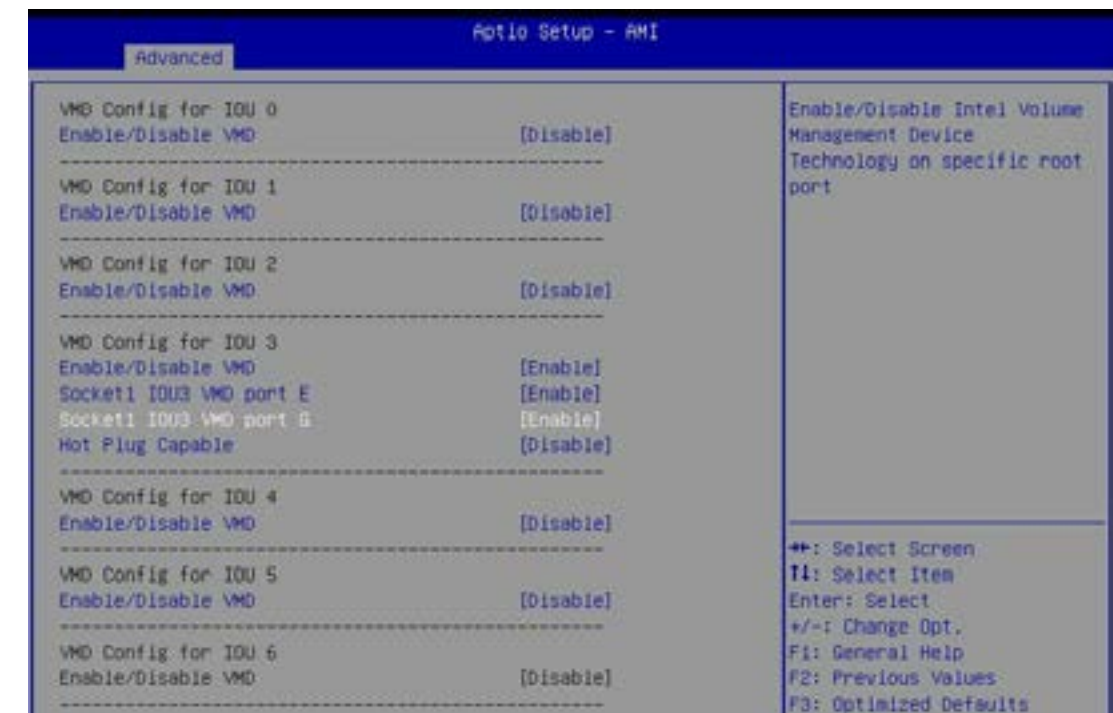 Aptio Setup - AMI
Advanced
VMD Config for IOU 0
Enable/Disable VMD [Disable]
--------------------------------------------------
VMD Config for IOU 1
Enable/Disable VMD [Disable]
--------------------------------------------------
VMD Config for IOU 2
Enable/Disable VMD [Disable]
--------------------------------------------------
VMD Config for IOU 3
Enable/Disable VMD [Enable]
Socket1 IOU3 VMD port E [Enable]
Socket1 IOU3 VMD port G [Enable]
Hot Plug Capable [Disable]
--------------------------------------------------
VMD Config for IOU 4
Enable/Disable VMD [Disable]
--------------------------------------------------
VMD Config for IOU 5
Enable/Disable VMD [Disable]
--------------------------------------------------
VMD Config for IOU 6
Enable/Disable VMD [Disable]
--------------------------------------------------
Enable/Disable Intel Volume
Management Device
Technology on specific root
port
→←: Select Screen
↑↓: Select Item
Enter: Select
+/-: Change Opt.
F1: General Help
F2: Previous Values
F3: Optimized Defaults